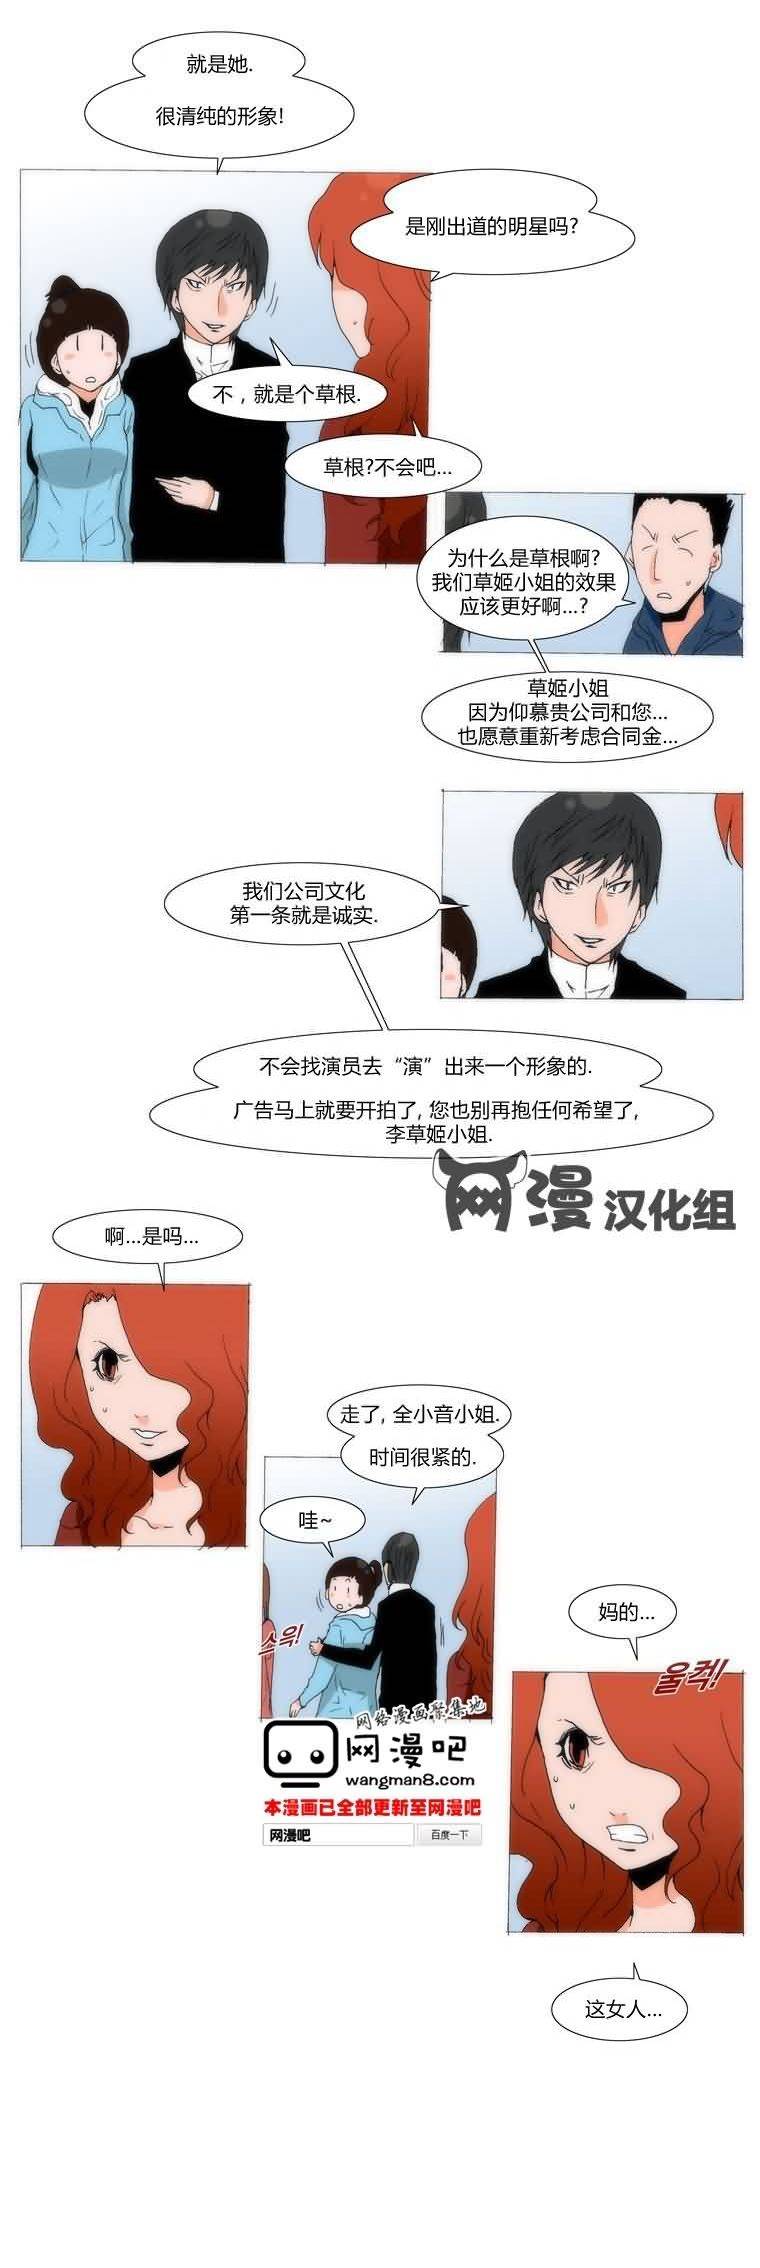 就是她.
很清纯的形象!
是刚出道的明星吗?
不，就是个草根.
草根?不会吧...
为什么是草根啊?
我们草姬小姐的效果
应该更好啊...?
草姬小姐
因为仰慕贵公司和您...
也愿意重新考虑合同金...
我们公司文化
第一条就是诚实.
不会找演员去“演”出来一个形象的.
广告马上就要开拍了, 您也别再抱任何希望了,
李草姬小姐.
网漫 汉化组
啊...是吗...
走了, 全小音小姐.
时间很紧的.
哇~
스윽!
妈的...
울컥!
网络漫画聚集地
网漫吧
wangman8.com
本漫画已全部更新至网漫吧
网漫吧 百度一下
这女人...